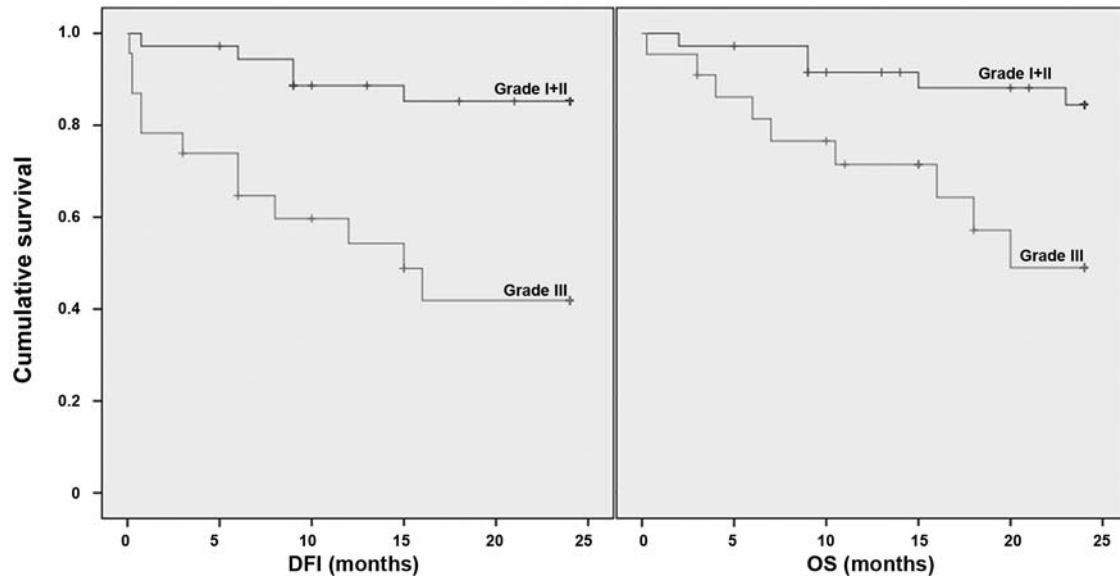 Cumulative survival
1.0
0.8
0.6
0.4
0.2
0
Grade I+II
Grade III
0 5 10 15 20 25
DFI (months)
Grade I+II
Grade III
0 5 10 15 20 25
OS (months)